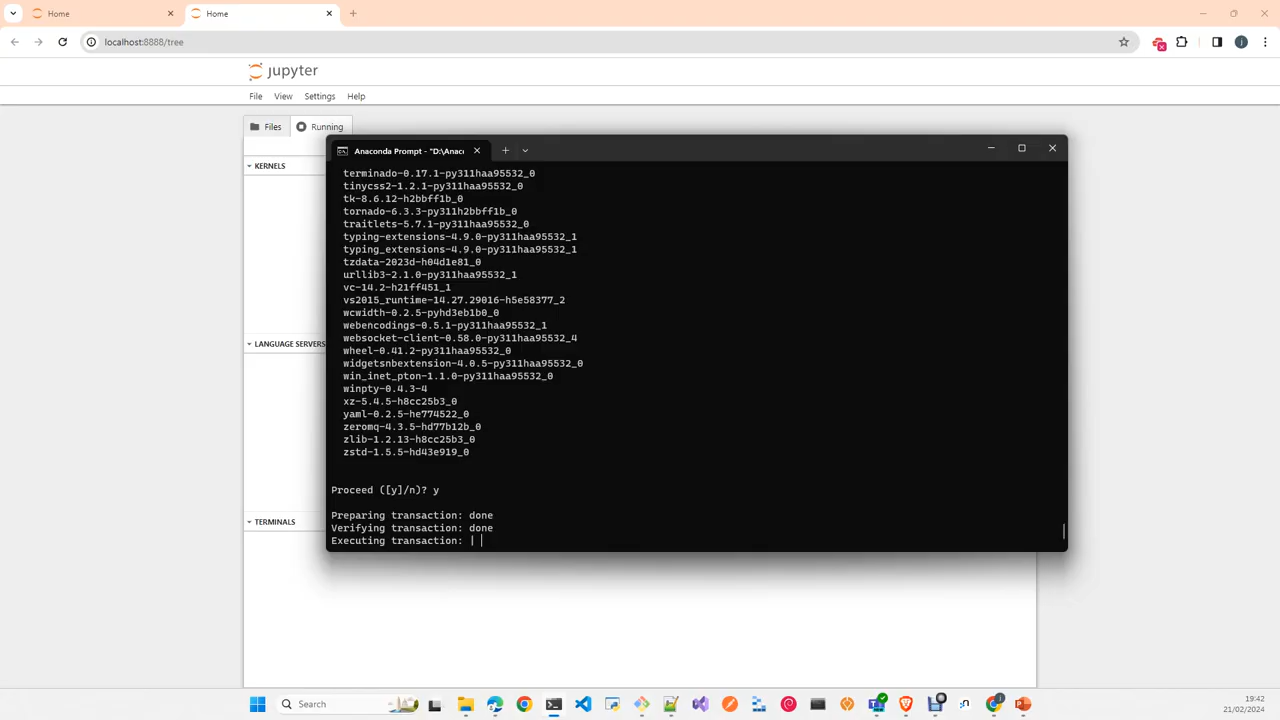 Home
Home
localhost:8888/tree
jupyter
File View Settings Help
Files Running
KERNELS
LANGUAGE SERVERS
TERMINALS
Anaconda Prompt - "D:\Anac
terminado-0.17.1-py311haa95532_0
tinycss2-1.2.1-py311haa95532_0
tk-8.6.12-h2bbff1b_0
tornado-6.3.3-py311h2bbff1b_0
traitlets-5.7.1-py311haa95532_0
typing-extensions-4.9.0-py311haa95532_1
typing_extensions-4.9.0-py311haa95532_1
tzdata-2023d-h04d1e81_0
urllib3-2.1.0-py311haa95532_1
vc-14.2-h21ff451_1
vs2015_runtime-14.27.29016-h5e58377_2
wcwidth-0.2.5-pyhd3eb1b0_0
webencodings-0.5.1-py311haa95532_1
websocket-client-0.58.0-py311haa95532_4
wheel-0.41.2-py311haa95532_0
widgetsnbextension-4.0.5-py311haa95532_0
win_inet_pton-1.1.0-py311haa95532_0
winpty-0.4.3-4
xz-5.4.5-h8cc25b3_0
yaml-0.2.5-he774522_0
zeromq-4.3.5-hd77b12b_0
zlib-1.2.13-h8cc25b3_0
zstd-1.5.5-hd43e919_0
Proceed ([y]/n)? y
Preparing transaction: done
Verifying transaction: done
Executing transaction: |
Search
19:42
21/02/2024